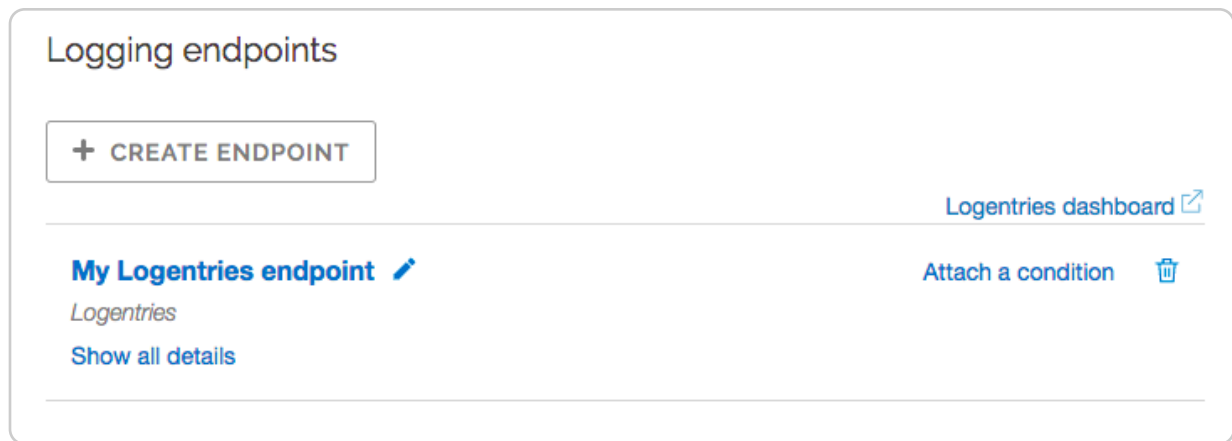 Logging endpoints
+ CREATE ENDPOINT
Logentries dashboard
My Logentries endpoint
Attach a condition
Logentries
Show all details